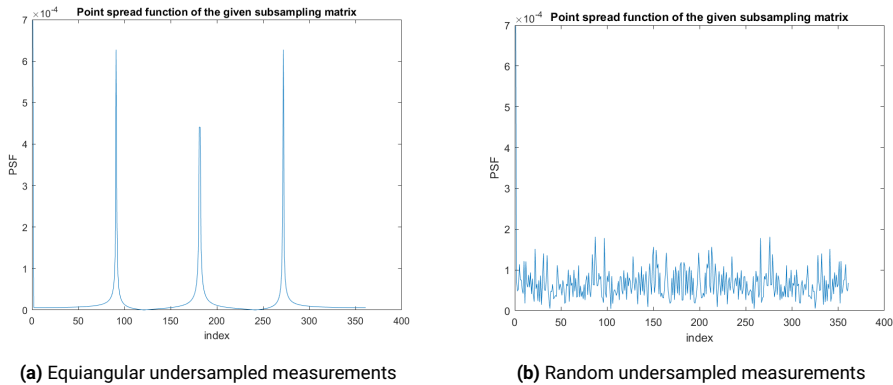 ×10⁻⁴ Point spread function of the given subsampling matrix
7
6
5
4
3
2
1
0
PSF
0 50 100 150 200 250 300 350 400
index
(a) Equiangular undersampled measurements
×10⁻⁴ Point spread function of the given subsampling matrix
7
6
5
4
3
2
1
0
PSF
0 50 100 150 200 250 300 350 400
index
(b) Random undersampled measurements